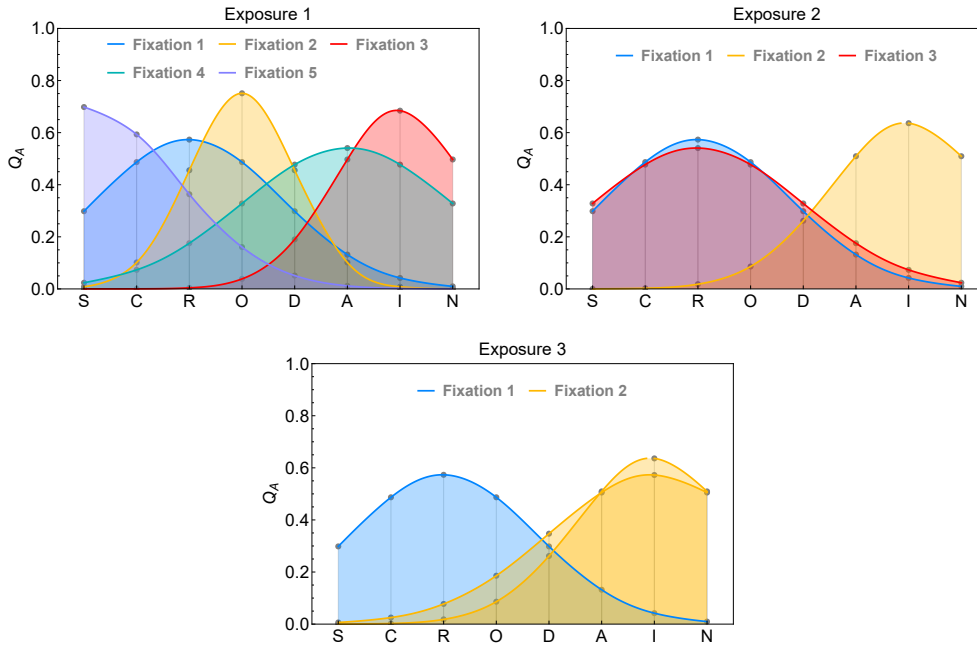 Exposure 1
Fixation 1 Fixation 2 Fixation 3
Fixation 4 Fixation 5
1.0
0.8
0.6
0.4
0.2
0.0
Q_A
S C R O D A I N
Exposure 2
Fixation 1 Fixation 2 Fixation 3
1.0
0.8
0.6
0.4
0.2
0.0
Q_A
S C R O D A I N
Exposure 3
Fixation 1 Fixation 2
1.0
0.8
0.6
0.4
0.2
0.0
Q_A
S C R O D A I N